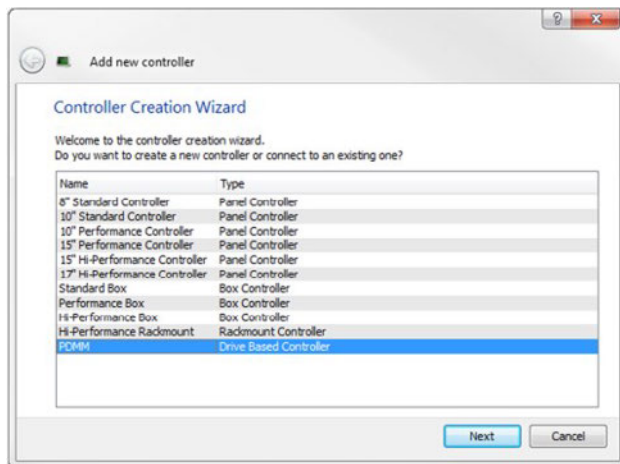 Add new controller
Controller Creation Wizard
Welcome to the controller creation wizard.
Do you want to create a new controller or connect to an existing one?
Name Type
8" Standard Controller Panel Controller
10" Standard Controller Panel Controller
10" Performance Controller Panel Controller
15" Performance Controller Panel Controller
15" Hi-Performance Controller Panel Controller
17" Hi-Performance Controller Panel Controller
Standard Box Box Controller
Performance Box Box Controller
Hi-Performance Box Box Controller
Hi-Performance Rackmount Rackmount Controller
PDMM Drive Based Controller
Next Cancel